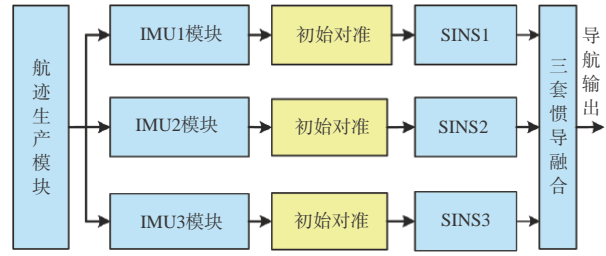 航迹生产模块
IMU1模块
初始对准
SINS1
IMU2模块
初始对准
SINS2
IMU3模块
初始对准
SINS3
三套惯导融合
导航输出